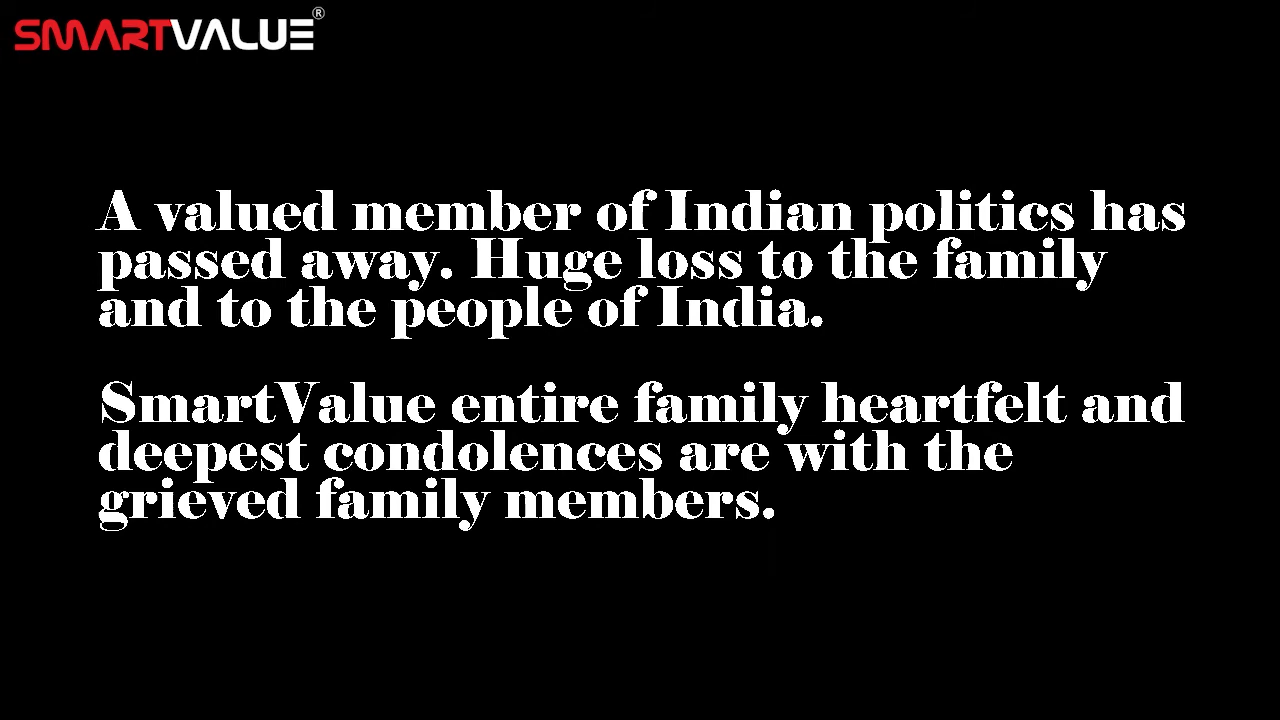 SMARTVALUE®
A valued member of Indian politics has
passed away. Huge loss to the family
and to the people of India.
SmartValue entire family heartfelt and
deepest condolences are with the
grieved family members.